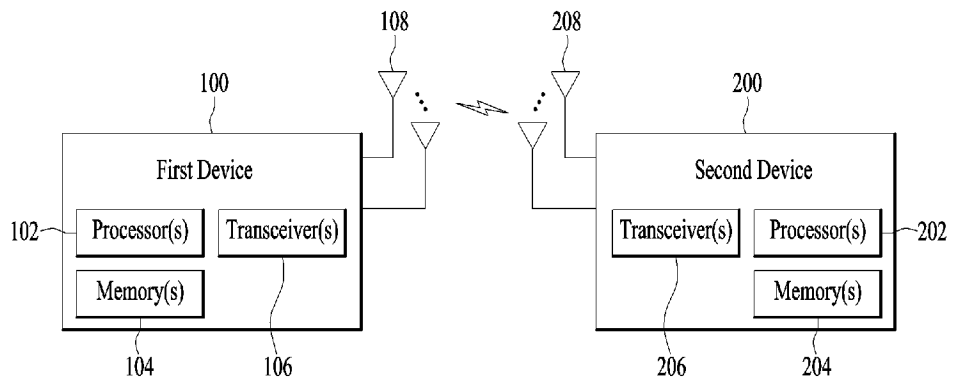 108
208
100
200
First Device
Second Device
102
Processor(s)
Transceiver(s)
Transceiver(s)
Processor(s)
202
Memory(s)
Memory(s)
104
106
206
204